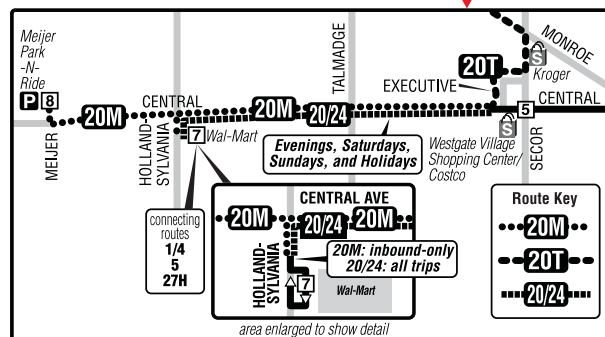 Meijer
Park
-N-
Ride
P 8
20M
MEIJER
CENTRAL
HOLLAND-
SYLVANIA
7 Wal-Mart
20M
20/24
TALMADGE
Evenings, Saturdays,
Sundays, and Holidays
EXECUTIVE
20T
MONROE
S
Kroger
CENTRAL
5
S
SECOR
Westgate Village
Shopping Center/
Costco
connecting
routes
1/4
5
27H
CENTRAL AVE
20M
20/24
20M
HOLLAND-
SYLVANIA
20M: inbound-only
20/24: all trips
7
Wal-Mart
area enlarged to show detail
Route Key
20M
20T
20/24